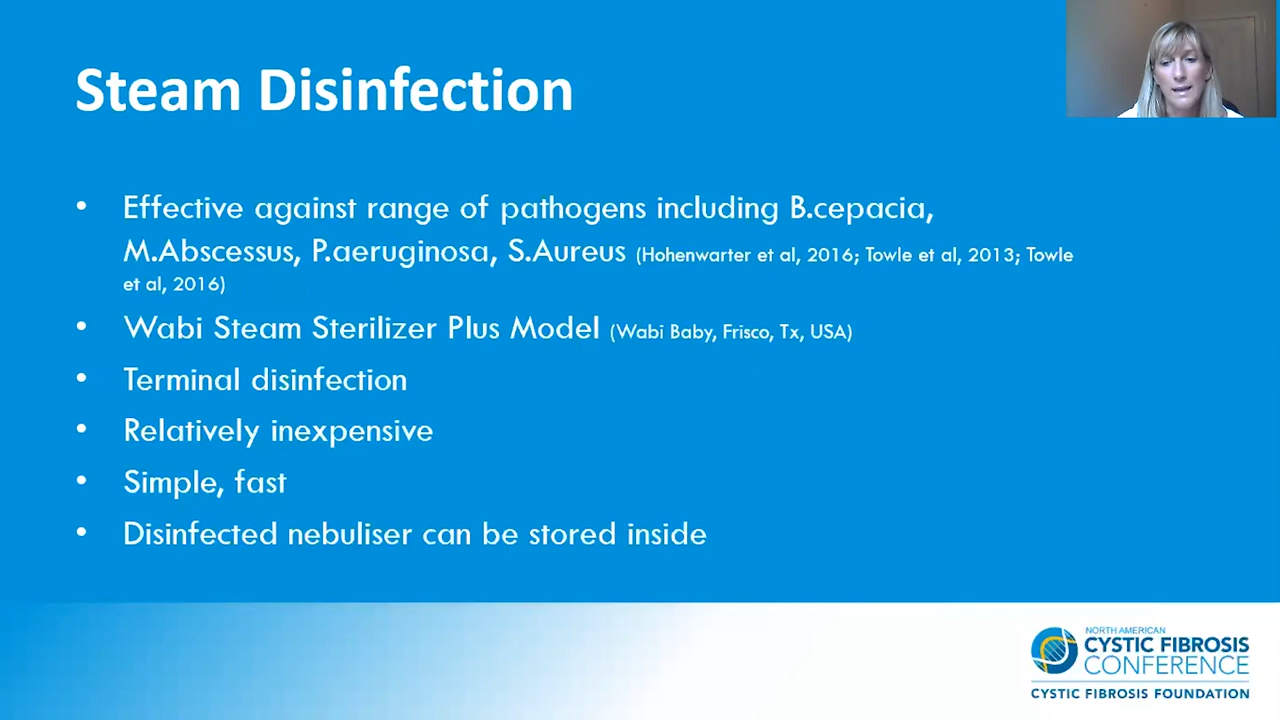 Steam Disinfection
• Effective against range of pathogens including B.cepacia,
M.Abscessus, P.aeruginosa, S.Aureus (Hohenwarter et al, 2016; Towle et al, 2013; Towle
et al, 2016)
• Wabi Steam Sterilizer Plus Model (Wabi Baby, Frisco, Tx, USA)
• Terminal disinfection
• Relatively inexpensive
• Simple, fast
• Disinfected nebuliser can be stored inside
NORTH AMERICAN
CYSTIC FIBROSIS
CONFERENCE
CYSTIC FIBROSIS FOUNDATION